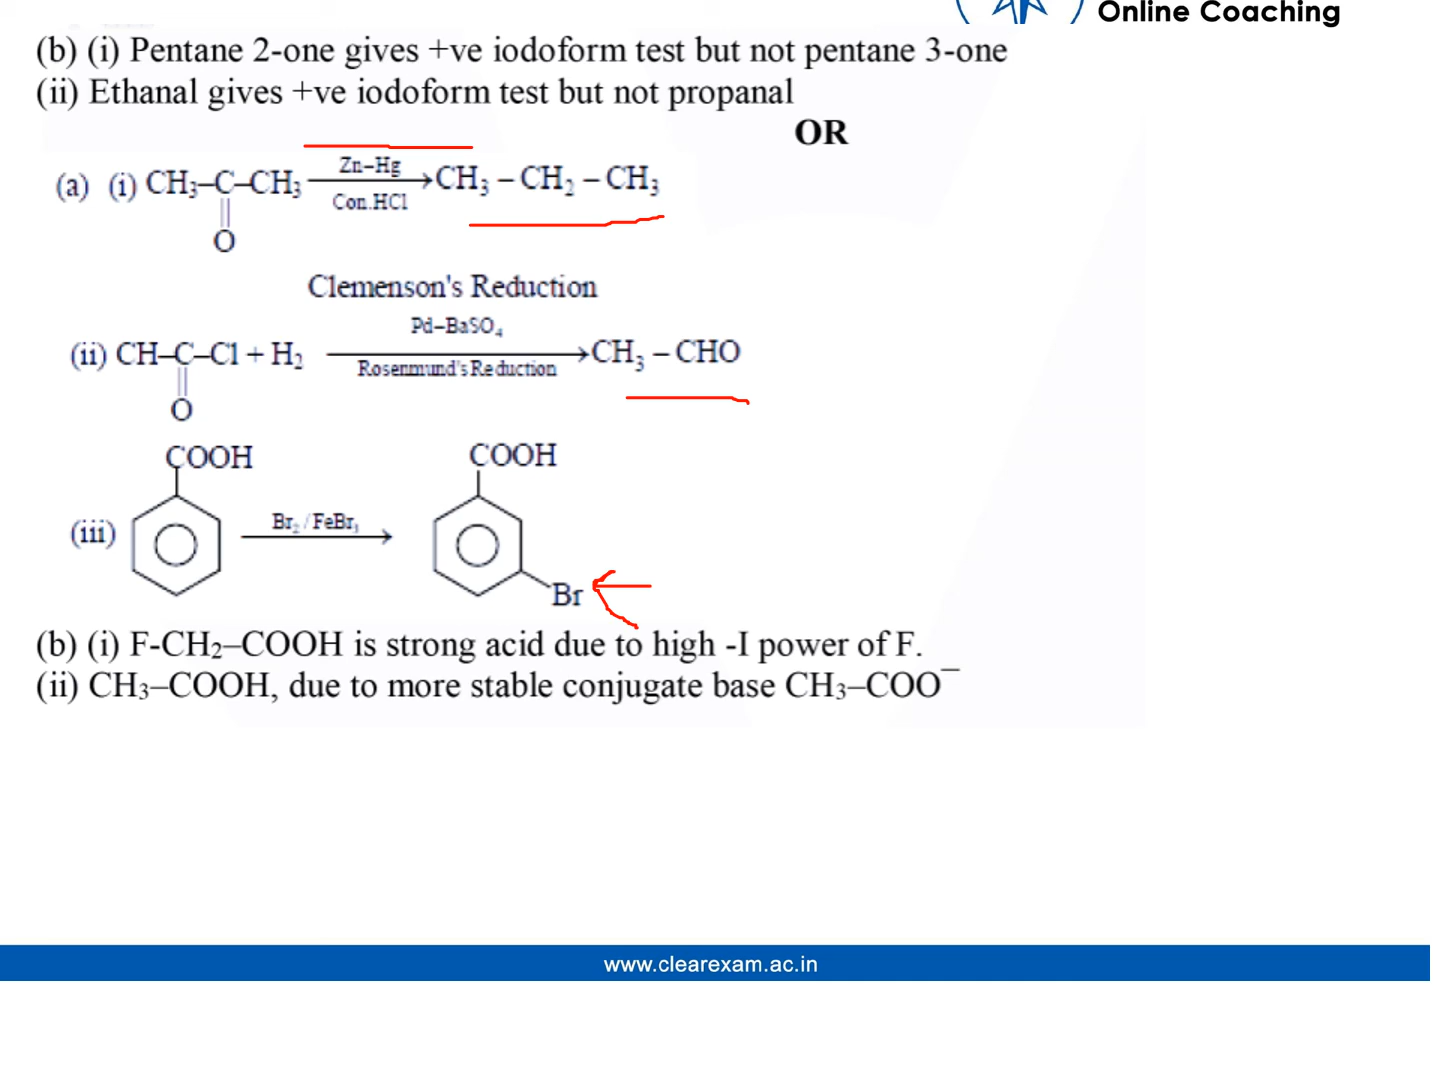 Online Coaching
(b) (i) Pentane 2-one gives +ve iodoform test but not pentane 3-one
(ii) Ethanal gives +ve iodoform test but not propanal
OR
Zn–Hg
(a) (i) CH₃–C–CH₃ → CH₃ – CH₂ – CH₃
Con.HCl
O
Clemenson's Reduction
Pd–BaSO₄
(ii) CH–C–Cl + H₂ → CH₃ – CHO
Rosenmund's Reduction
O
COOH COOH
(iii) Br₂ / FeBr₃
Br
(b) (i) F-CH₂–COOH is strong acid due to high -I power of F.
(ii) CH₃–COOH, due to more stable conjugate base CH₃–COO⁻
www.clearexam.ac.in